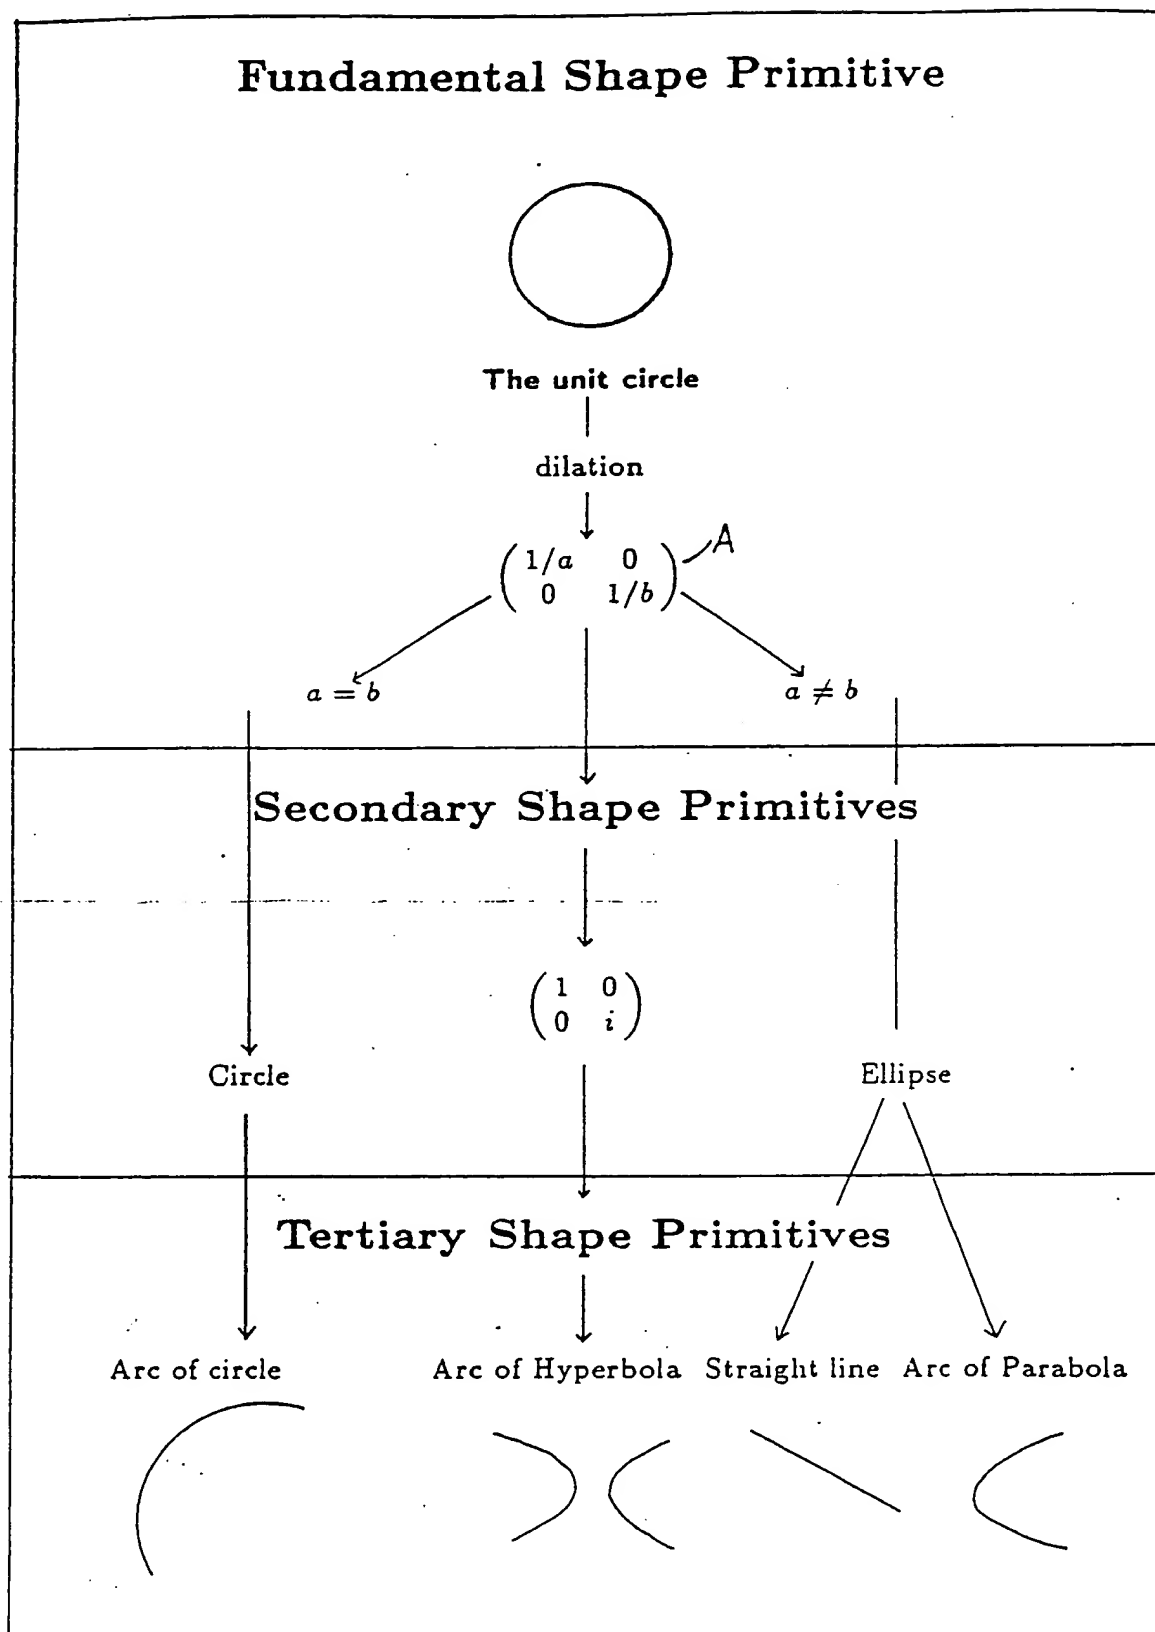 Fundamental Shape Primitive
The unit circle
dilation
A
( 1/a 0 )
( 0 1/b )
a = b a ≠ b
Secondary Shape Primitives
( 1 0 )
( 0 i )
Circle Ellipse
Tertiary Shape Primitives
Arc of circle Arc of Hyperbola Straight line Arc of Parabola